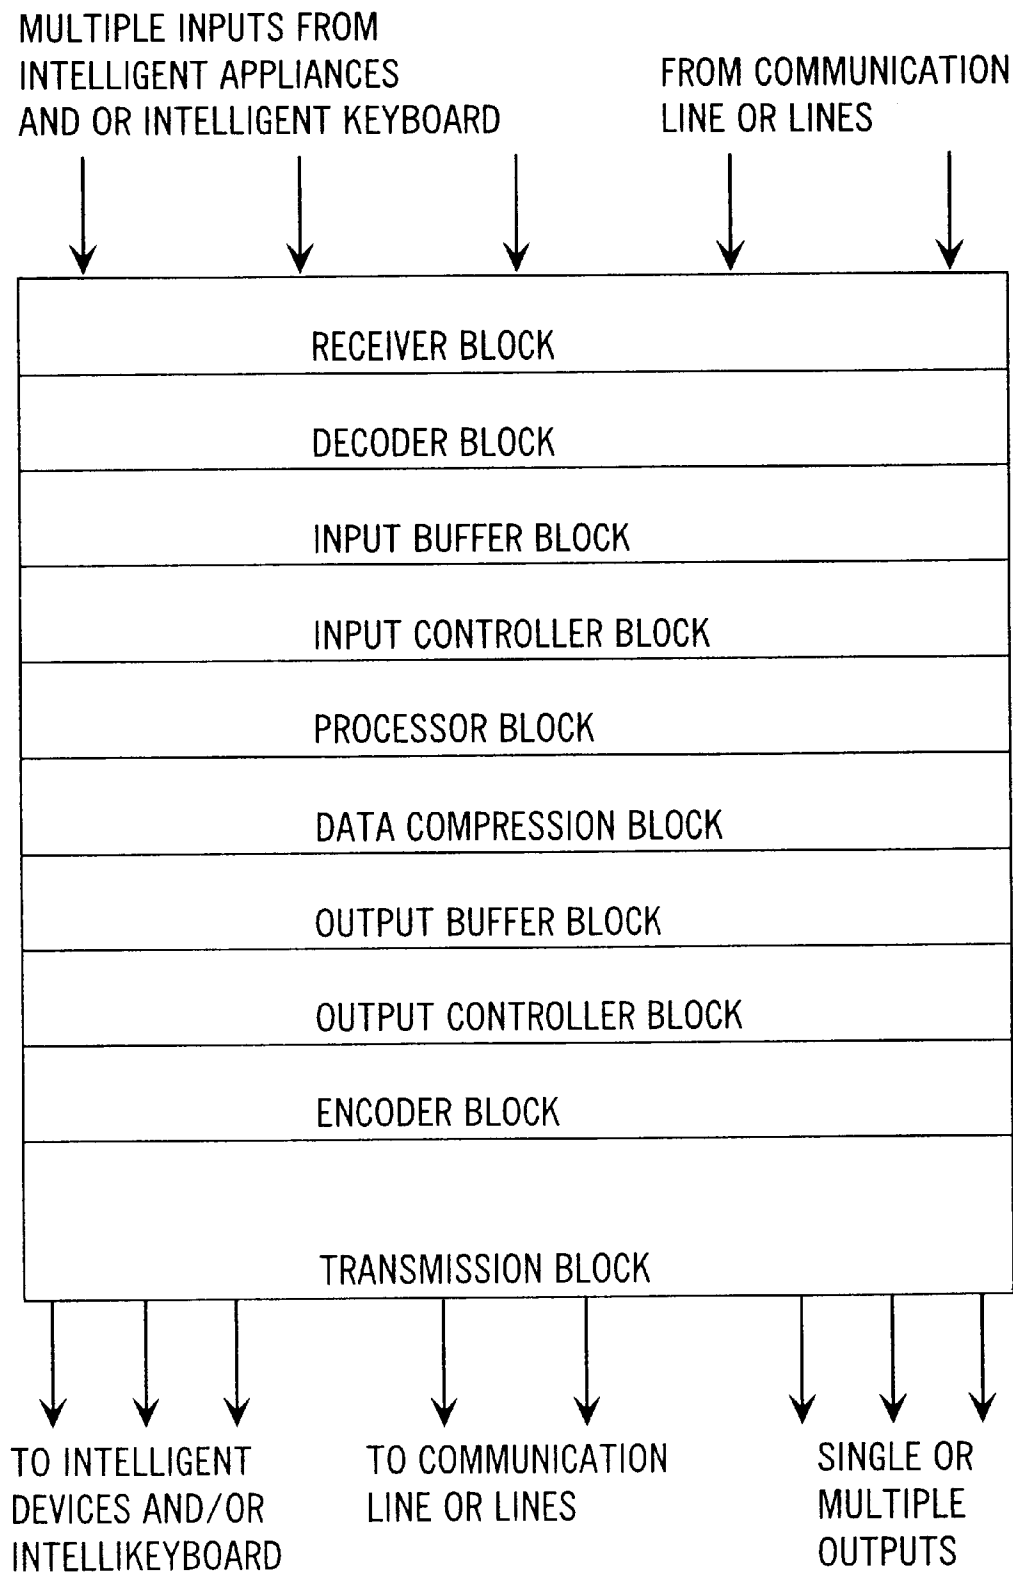 MULTIPLE INPUTS FROM
INTELLIGENT APPLIANCES
AND OR INTELLIGENT KEYBOARD
FROM COMMUNICATION
LINE OR LINES
RECEIVER BLOCK
DECODER BLOCK
INPUT BUFFER BLOCK
INPUT CONTROLLER BLOCK
PROCESSOR BLOCK
DATA COMPRESSION BLOCK
OUTPUT BUFFER BLOCK
OUTPUT CONTROLLER BLOCK
ENCODER BLOCK
TRANSMISSION BLOCK
TO INTELLIGENT
DEVICES AND/OR
INTELLIKEYBOARD
TO COMMUNICATION
LINE OR LINES
SINGLE OR
MULTIPLE
OUTPUTS